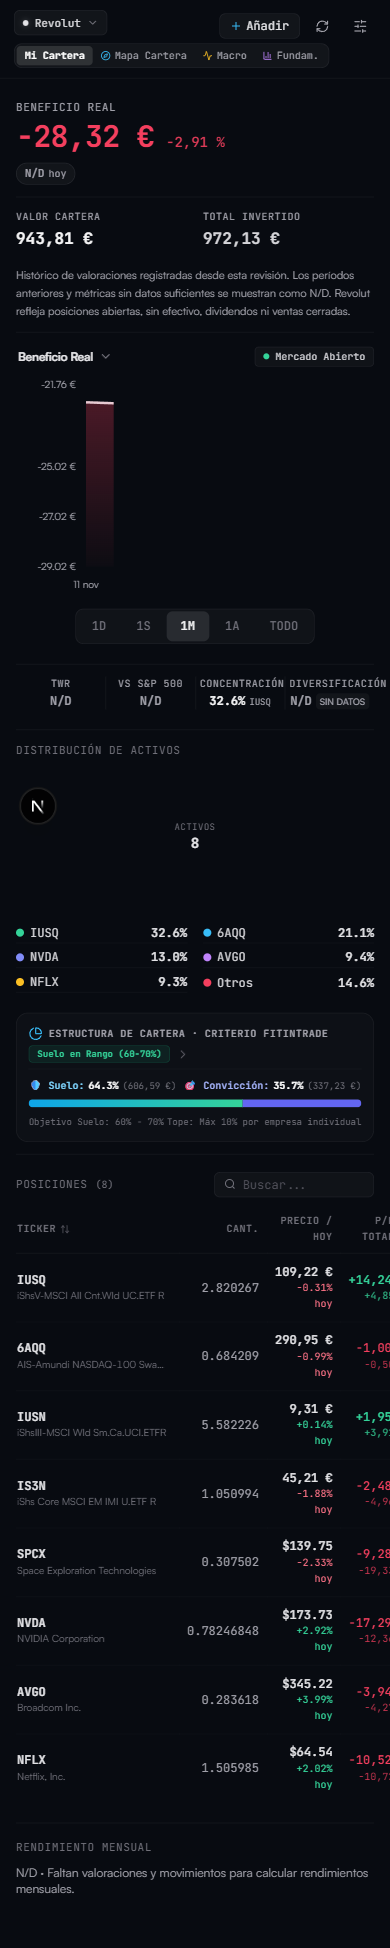 Revolut
Añadir
Mi Cartera Mapa Cartera Macro Fundam.
BENEFICIO REAL
-28,32 € -2,91 %
N/D hoy
VALOR CARTERA TOTAL INVERTIDO
943,81 € 972,13 €
Histórico de valoraciones registradas desde esta revisión. Los períodos
anteriores y métricas sin datos suficientes se muestran como N/D. Revolut
refleja posiciones abiertas, sin efectivo, dividendos ni ventas cerradas.
Beneficio Real Mercado Abierto
-21.76 €
-25.02 €
-27.02 €
-29.02 €
11 nov
1D 1S 1M 1A TODO
TWR VS S&P 500 CONCENTRACIÓN DIVERSIFICACIÓN
N/D N/D 32.6% IUSQ N/D SIN DATOS
DISTRIBUCIÓN DE ACTIVOS
N
ACTIVOS
8
IUSQ 32.6% 6AQQ 21.1%
NVDA 13.0% AVGO 9.4%
NFLX 9.3% Otros 14.6%
ESTRUCTURA DE CARTERA · CRITERIO FITINTRADE
Suelo en Rango (60-70%)
Suelo: 64.3% (606,59 €) Convicción: 35.7% (337,23 €)
Objetivo Suelo: 60% - 70% Tope: Máx 10% por empresa individual
POSICIONES (8) Buscar...
TICKER CANT. PRECIO / HOY
IUSQ 2.820267 109,22 € +14,24
iShsV-MSCI All Cnt.Wld UC.ETF R -0.31% hoy
6AQQ 0.684209 290,95 € -1,00
AIS-Amundi NASDAQ-100 Swa... -0.99% hoy
IUSN 5.582226 9,31 € +1,95
iShsIII-MSCI Wld Sm.Ca.UCI.ETFR +0.14% hoy
IS3N 1.050994 45,21 € -2,48
iShs Core MSCI EM IMI U.ETF R -1.88% hoy
SPCX 0.307502 $139.75 -9,28
Space Exploration Technologies -2.33% hoy
NVDA 0.78246848 $173.73 -17,29
NVIDIA Corporation +2.92% hoy
AVGO 0.283618 $345.22 -3,94
Broadcom Inc. +3.99% hoy
NFLX 1.505985 $64.54 -10,52
Netflix, Inc. +2.02% hoy
RENDIMIENTO MENSUAL
N/D · Faltan valoraciones y movimientos para calcular rendimientos
mensuales.